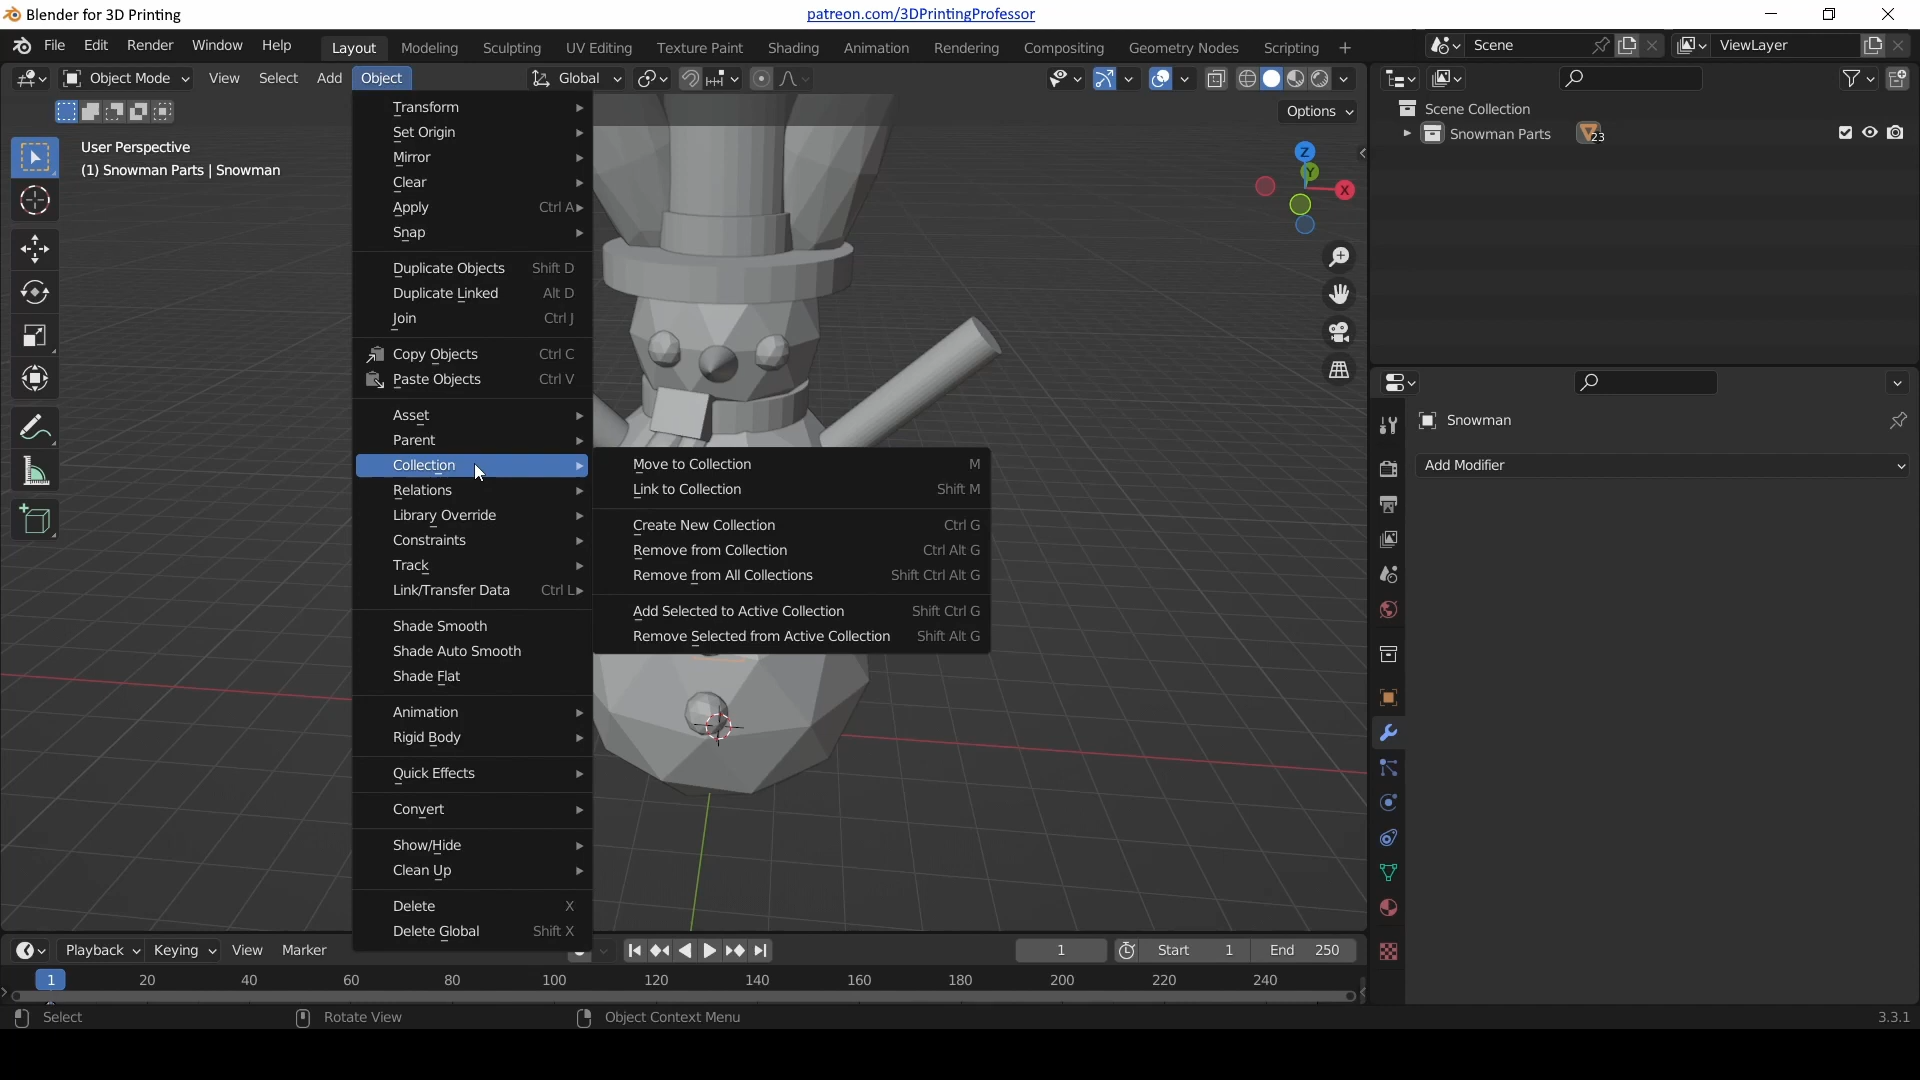 Blender for 3D Printing
patreon.com/3DPrintingProfessor
File Edit Render Window Help
Layout Modeling Sculpting UV Editing Texture Paint Shading Animation Rendering Compositing Geometry Nodes Scripting +
Scene
ViewLayer
Object Mode View Select Add Object
Global
Options
User Perspective
(1) Snowman Parts | Snowman
Transform
Set Origin
Mirror
Clear
Apply Ctrl A
Snap
Duplicate Objects Shift D
Duplicate Linked Alt D
Join Ctrl J
Copy Objects Ctrl C
Paste Objects Ctrl V
Asset
Parent
Collection
Relations
Library Override
Constraints
Track
Link/Transfer Data Ctrl L
Shade Smooth
Shade Auto Smooth
Shade Flat
Animation
Rigid Body
Quick Effects
Convert
Show/Hide
Clean Up
Delete X
Delete Global Shift X
Move to Collection M
Link to Collection Shift M
Create New Collection Ctrl G
Remove from Collection Ctrl Alt G
Remove from All Collections Shift Ctrl Alt G
Add Selected to Active Collection Shift Ctrl G
Remove Selected from Active Collection Shift Alt G
Z
Y
X
Scene Collection
Snowman Parts 23
Snowman
Add Modifier
Playback Keying View Marker
1 Start 1 End 250
1 20 40 60 80 100 120 140 160 180 200 220 240
Select Rotate View Object Context Menu 3.3.1